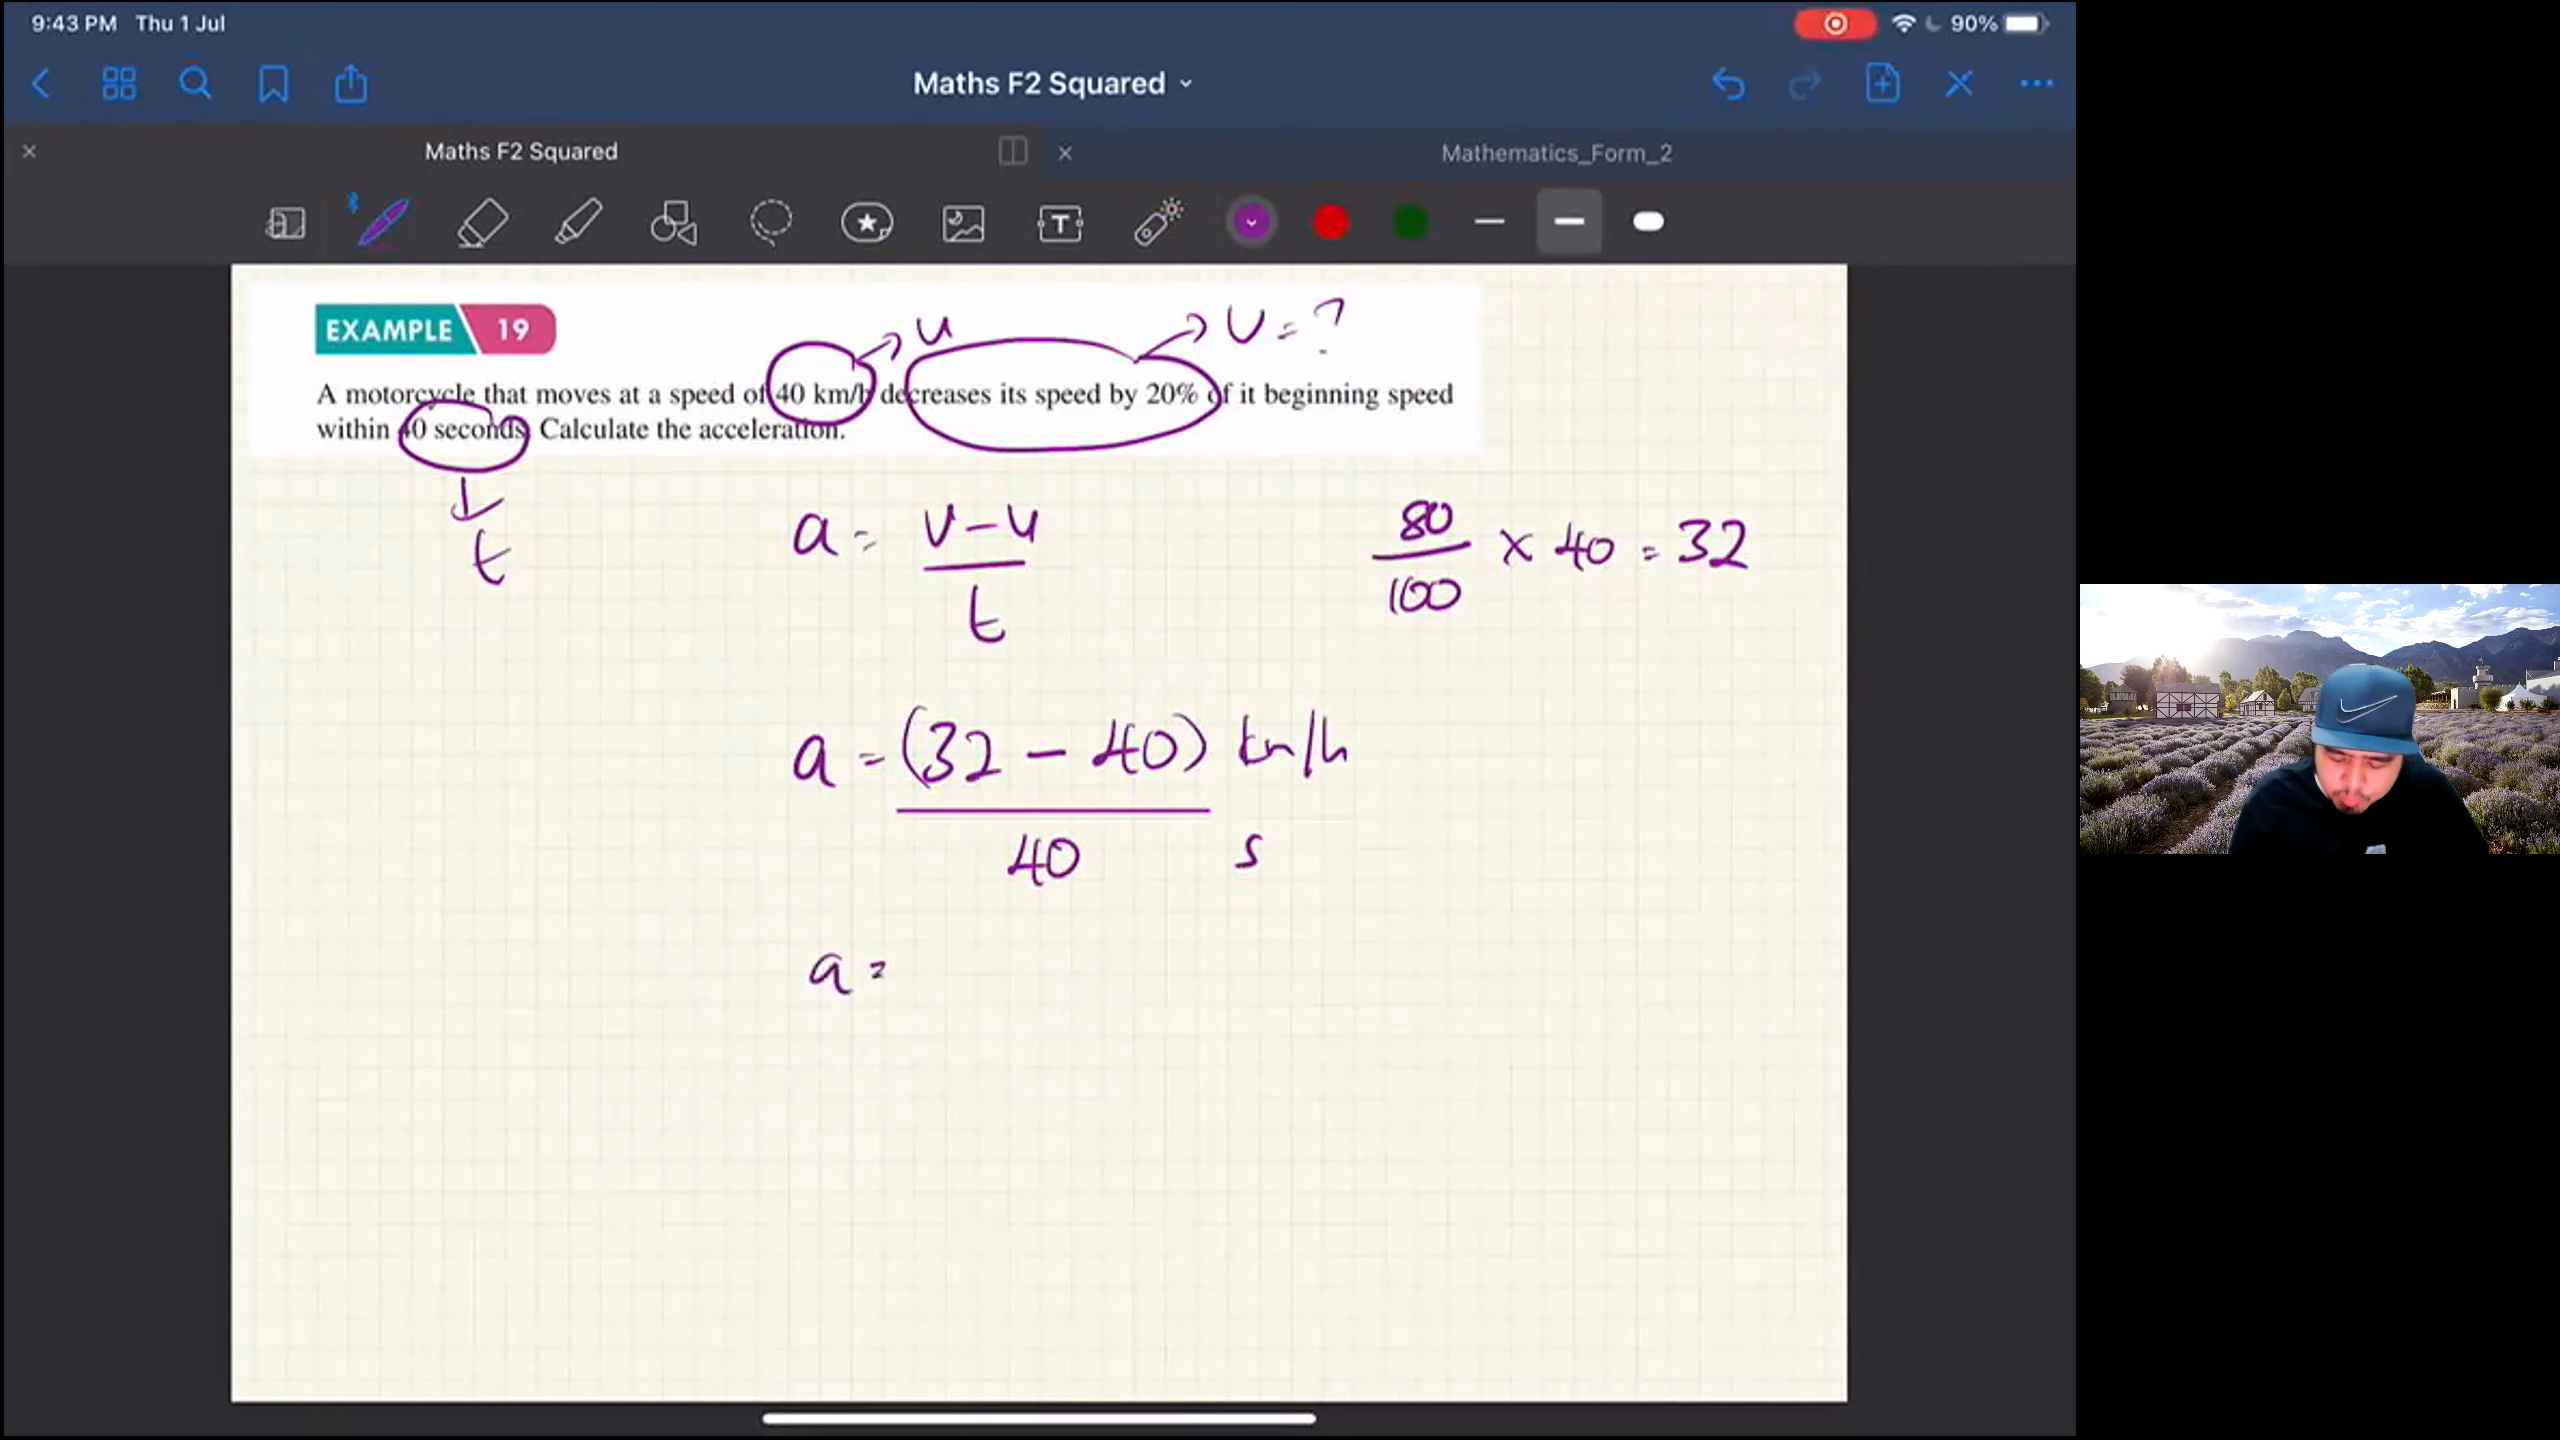 9:43 PM Thu 1 Jul 90%
Maths F2 Squared
Maths F2 Squared Mathematics_Form_2
T
EXAMPLE 19
u V = ?
A motorcycle that moves at a speed of 40 km/h decreases its speed by 20% of it beginning speed
within 40 seconds. Calculate the acceleration.
t
a = v - u / t
80 / 100 × 40 = 32
a = (32 - 40) km/h / 40 s
a =